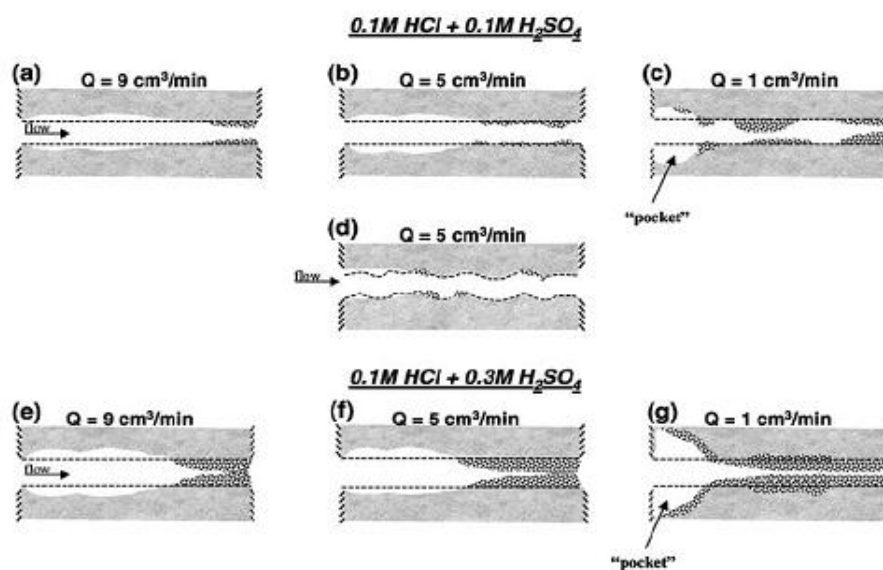 0.1M HCl + 0.1M H₂SO₄
(a) Q = 9 cm³/min
(b) Q = 5 cm³/min
(c) Q = 1 cm³/min
flow
"pocket"
(d) Q = 5 cm³/min
flow
0.1M HCl + 0.3M H₂SO₄
(e) Q = 9 cm³/min
(f) Q = 5 cm³/min
(g) Q = 1 cm³/min
flow
"pocket"